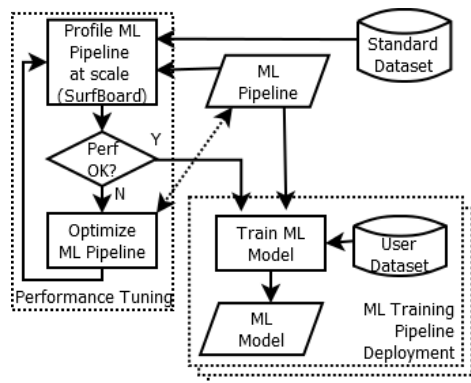 Profile ML
Pipeline
at scale
(SurfBoard)
Standard
Dataset
ML
Pipeline
Perf
OK?
Y
N
Optimize
ML Pipeline
Performance Tuning
Train ML
Model
User
Dataset
ML
Model
ML Training
Pipeline
Deployment